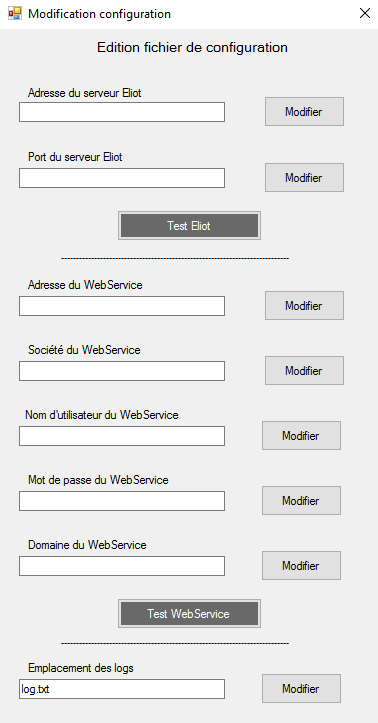 Modification configuration
Edition fichier de configuration
Adresse du serveur Eliot
Modifier
Port du serveur Eliot
Modifier
Test Eliot
Adresse du WebService
Modifier
Société du WebService
Modifier
Nom d'utilisateur du WebService
Modifier
Mot de passe du WebService
Modifier
Domaine du WebService
Modifier
Test WebService
Emplacement des logs
log.txt
Modifier